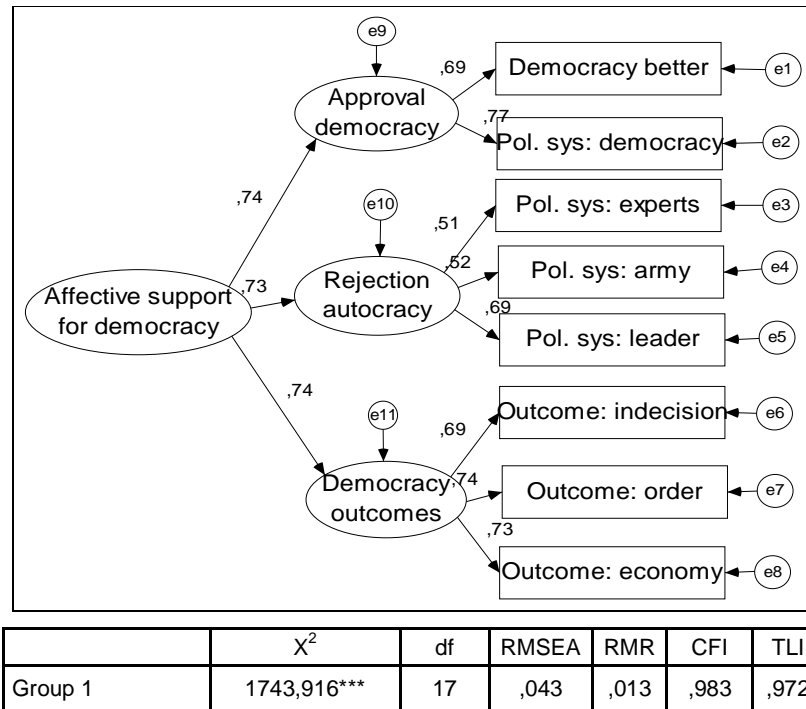 e9
,69
Democracy better
e1
Approval
democracy
,77
Pol. sys: democracy
e2
,74
e10
,51
Pol. sys: experts
e3
Affective support
for democracy
,73
Rejection
autocracy
,52
Pol. sys: army
e4
,69
Pol. sys: leader
e5
,74
e11
,69
Outcome: indecision
e6
Democracy
outcomes
,74
Outcome: order
e7
,73
Outcome: economy
e8
X² df RMSEA RMR CFI TLI
Group 1 1743,916*** 17 ,043 ,013 ,983 ,972